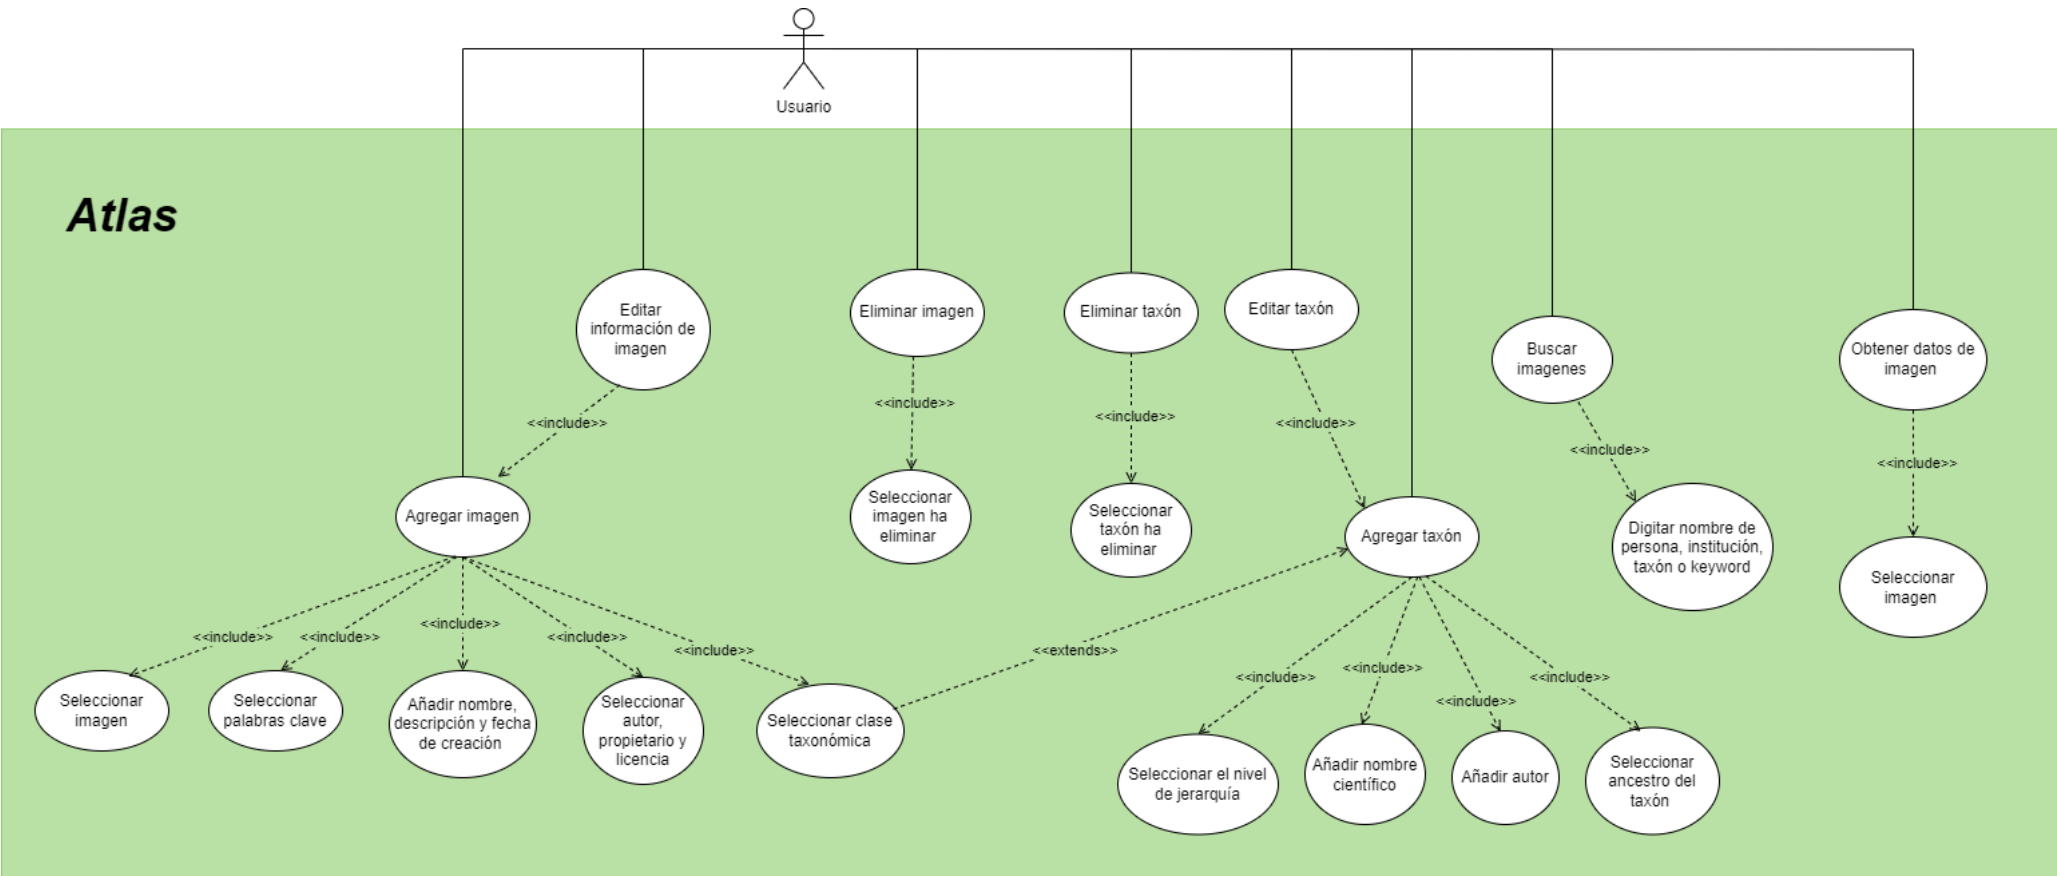 Usuario
Atlas
Editar
información de
imagen
Eliminar imagen
Eliminar taxón
Editar taxón
Buscar
imagenes
Obtener datos de
imagen
<<include>>
<<include>>
<<include>>
<<include>>
<<include>>
<<include>>
Agregar imagen
Seleccionar
imagen ha
eliminar
Seleccionar
taxón ha
eliminar
Agregar taxón
Digitar nombre de
persona, institución,
taxón o keyword
Seleccionar
imagen
<<include>>
<<include>>
<<include>>
<<include>>
<<include>>
<<extends>>
<<include>>
<<include>>
<<include>>
<<include>>
Seleccionar
imagen
Seleccionar
palabras clave
Añadir nombre,
descripción y fecha
de creación
Seleccionar
autor,
propietario y
licencia
Seleccionar clase
taxonómica
Seleccionar el nivel
de jerarquía
Añadir nombre
científico
Añadir autor
Seleccionar
ancestro del
taxón